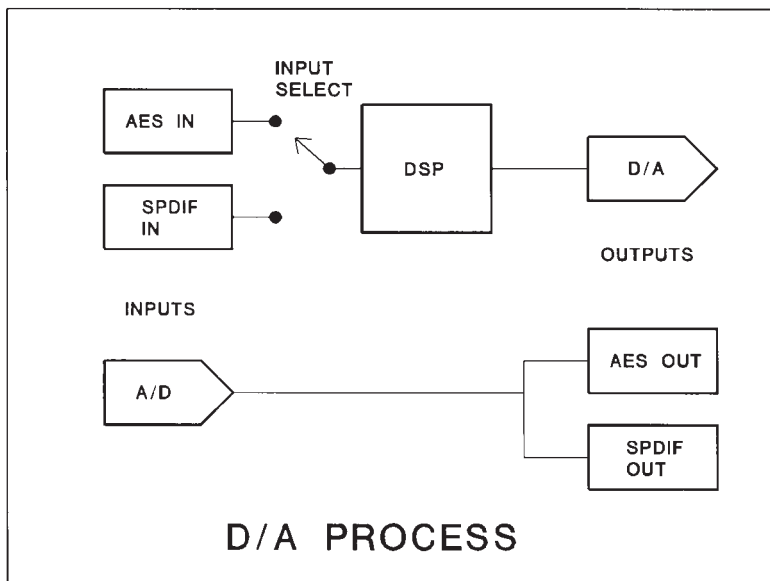 INPUT
SELECT
AES IN
DSP
D/A
SPDIF
IN
OUTPUTS
INPUTS
A/D
AES OUT
SPDIF
OUT
D/A PROCESS